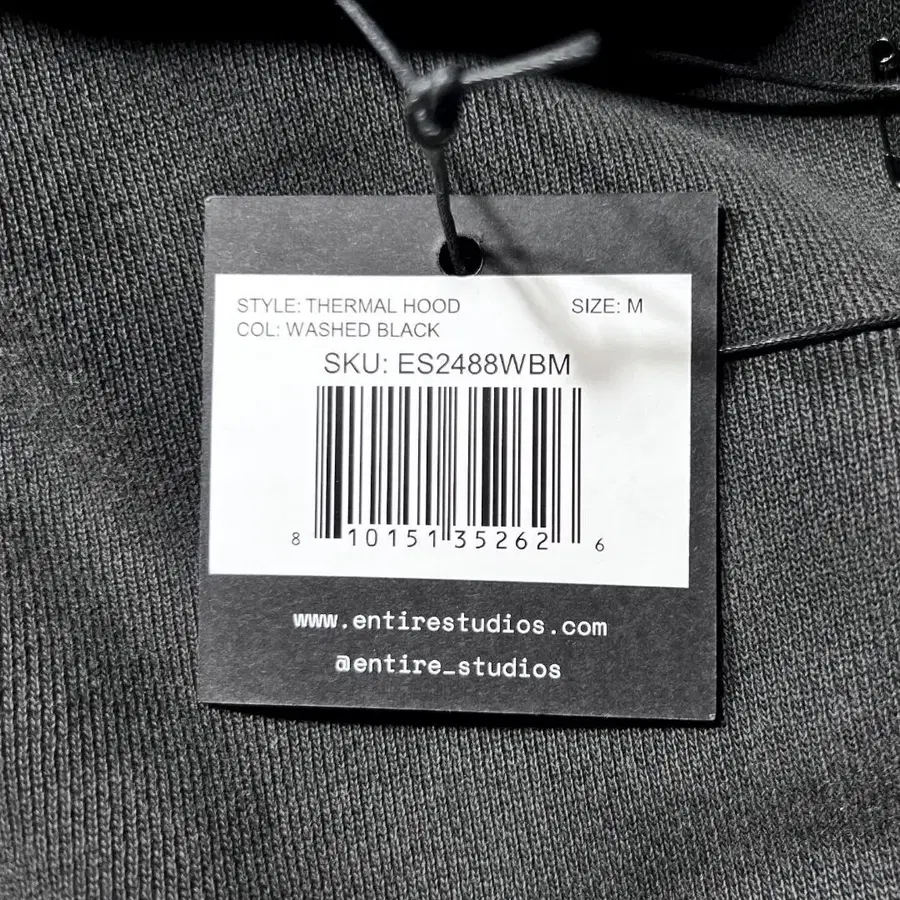 STYLE: THERMAL HOOD SIZE: M
COL: WASHED BLACK
SKU: ES2488WBM
8 10151 35262 6
www.entirestudios.com
@entire_studios